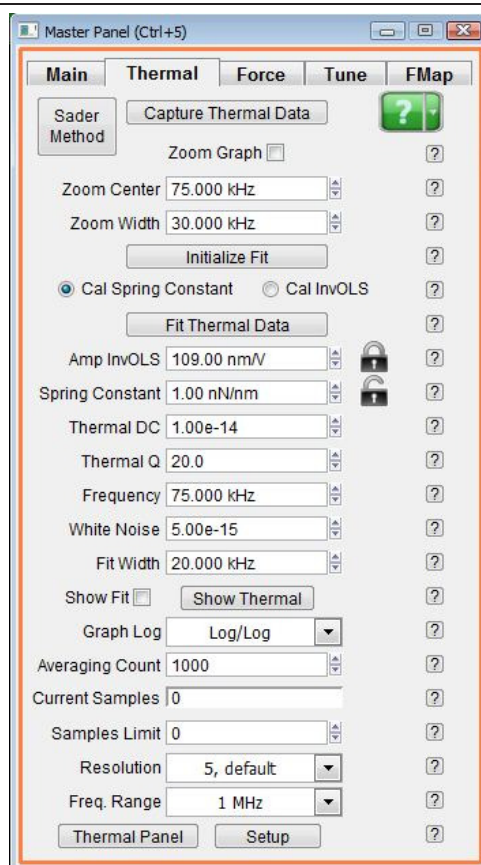 Master Panel (Ctrl+5)
Main Thermal Force Tune FMap
Sader Method
Capture Thermal Data
?
Zoom Graph ?
Zoom Center 75.000 kHz ?
Zoom Width 30.000 kHz ?
Initialize Fit ?
Cal Spring Constant Cal InvOLS ?
Fit Thermal Data ?
Amp InvOLS 109.00 nm/V ?
Spring Constant 1.00 nN/nm ?
Thermal DC 1.00e-14 ?
Thermal Q 20.0 ?
Frequency 75.000 kHz ?
White Noise 5.00e-15 ?
Fit Width 20.000 kHz ?
Show Fit Show Thermal ?
Graph Log Log/Log ?
Averaging Count 1000 ?
Current Samples 0 ?
Samples Limit 0 ?
Resolution 5, default ?
Freq. Range 1 MHz ?
Thermal Panel Setup ?